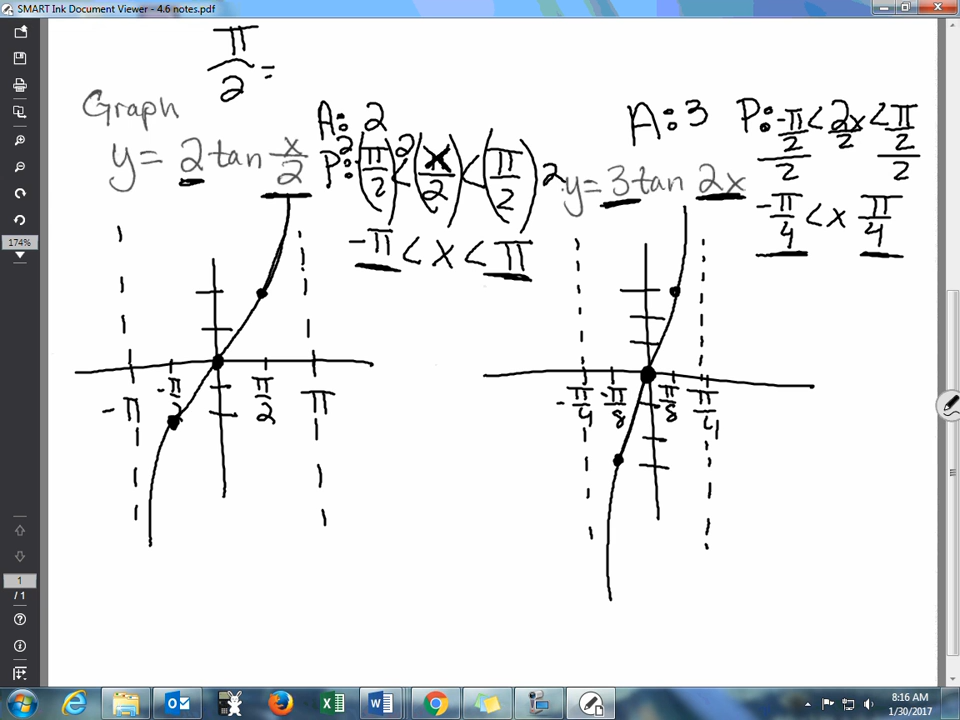 SMART Ink Document Viewer - 4.6 notes.pdf
π/2 =
Graph
y = 2 tan x/2
A: 2
P: 2(π/2) < 2(x/2) < (π/2)2
-π < x < π
-π -π/2 π/2 π
A: 3
P: -π/2 < 2x < π/2
2 2 2
y = 3 tan 2x
-π/4 < x π/4
-π/4 -π/8 π/8 π/4
174%
1
/ 1
8:16 AM
1/30/2017